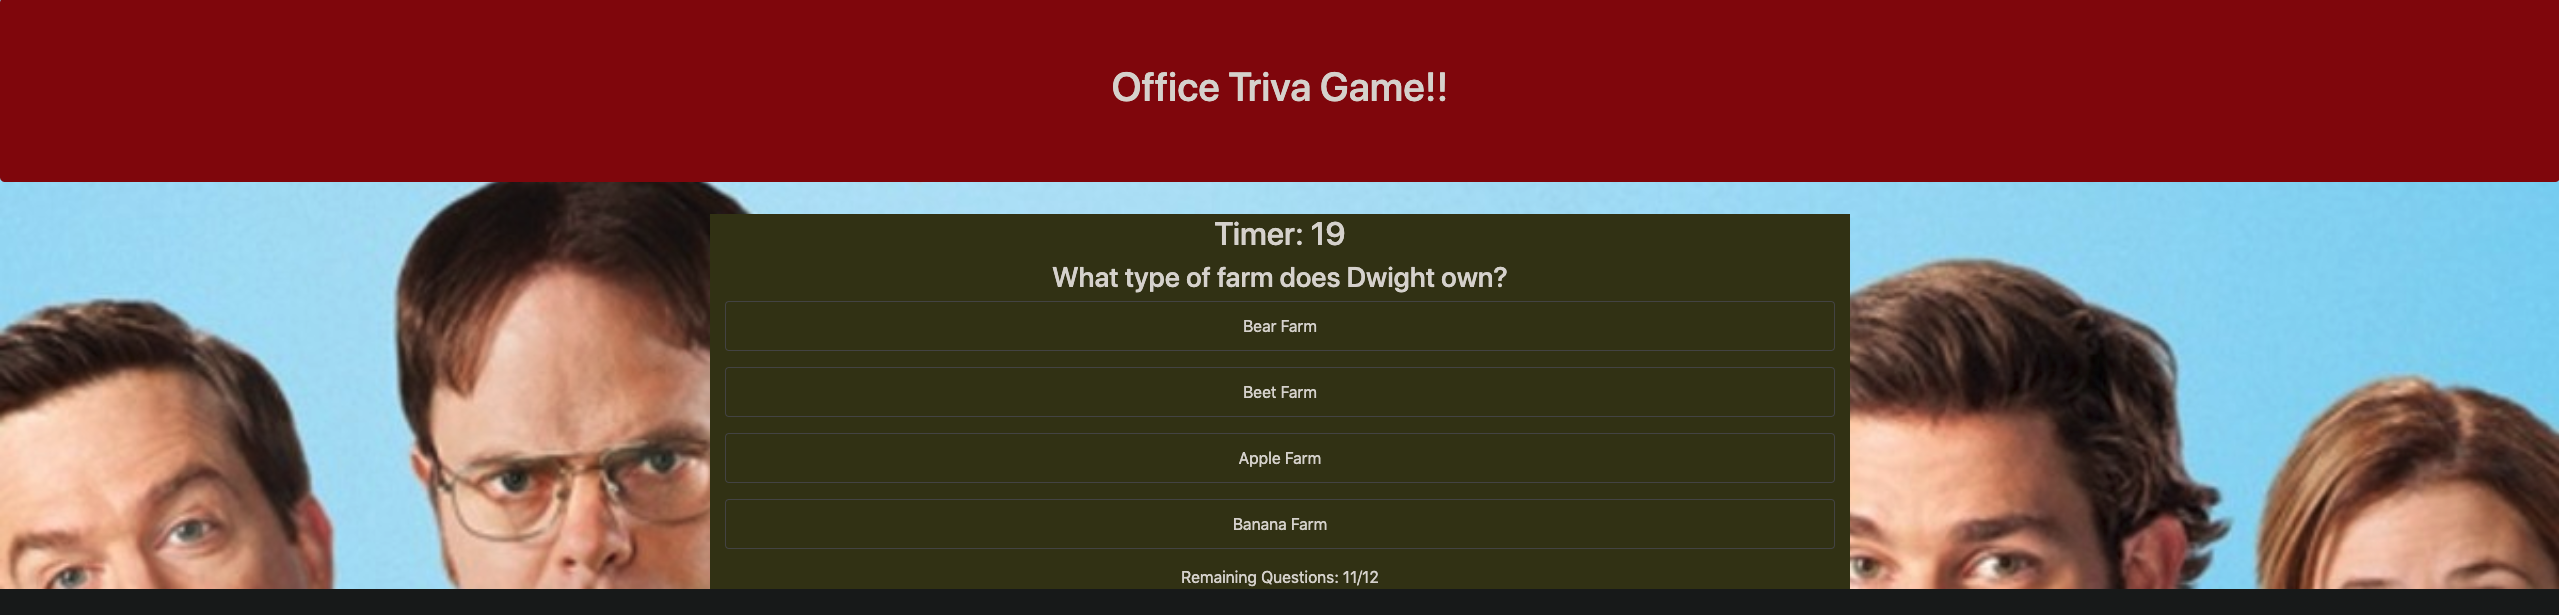 Office Triva Game!!
Timer: 19
What type of farm does Dwight own?
Bear Farm
Beet Farm
Apple Farm
Banana Farm
Remaining Questions: 11/12